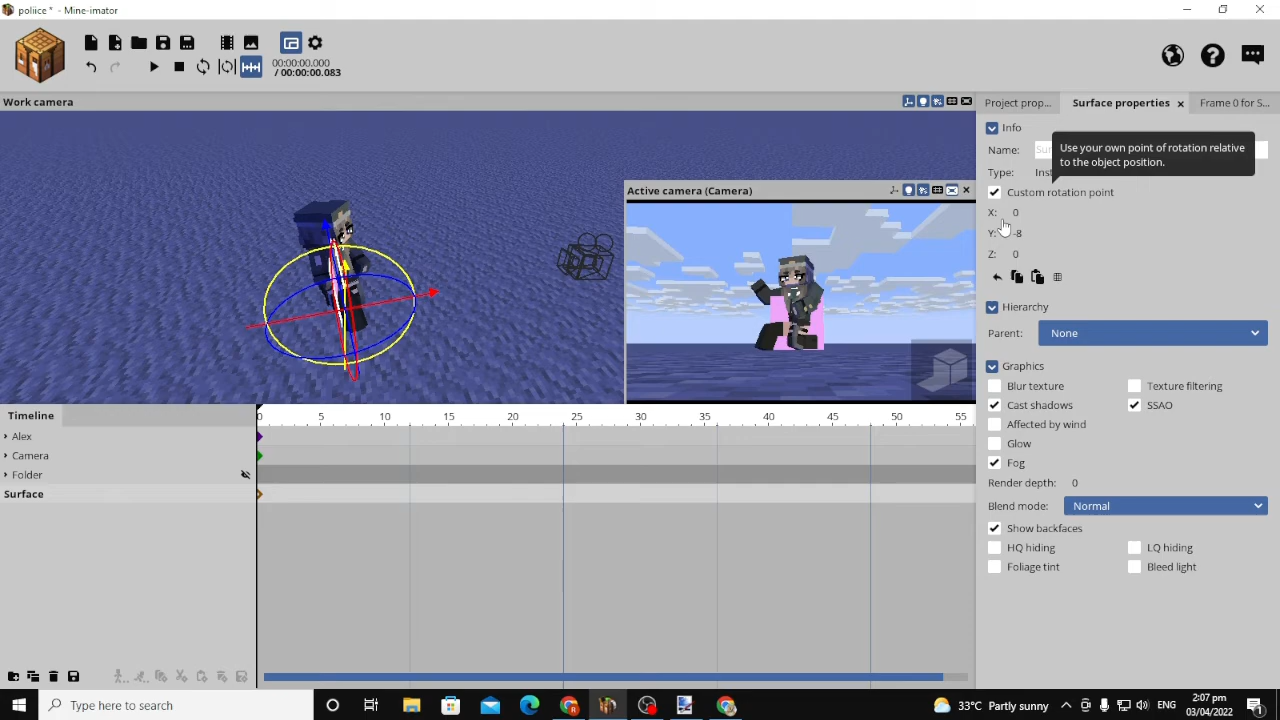 poliice * - Mine-imator
00:00:00.000
/ 00:00:00.083
Work camera
Active camera (Camera)
Project prop...
Surface properties
Frame 0 for S...
Info
Name:
Type:
Use your own point of rotation relative
to the object position.
Custom rotation point
X: 0
Y: -8
Z: 0
Hierarchy
Parent: None
Graphics
Blur texture
Texture filtering
Cast shadows
SSAO
Affected by wind
Glow
Fog
Render depth: 0
Blend mode: Normal
Show backfaces
HQ hiding
LQ hiding
Foliage tint
Bleed light
Timeline
0 5 10 15 20 25 30 35 40 45 50 55
Alex
Camera
Folder
Surface
Type here to search
33°C Partly sunny
ENG
2:07 pm
03/04/2022